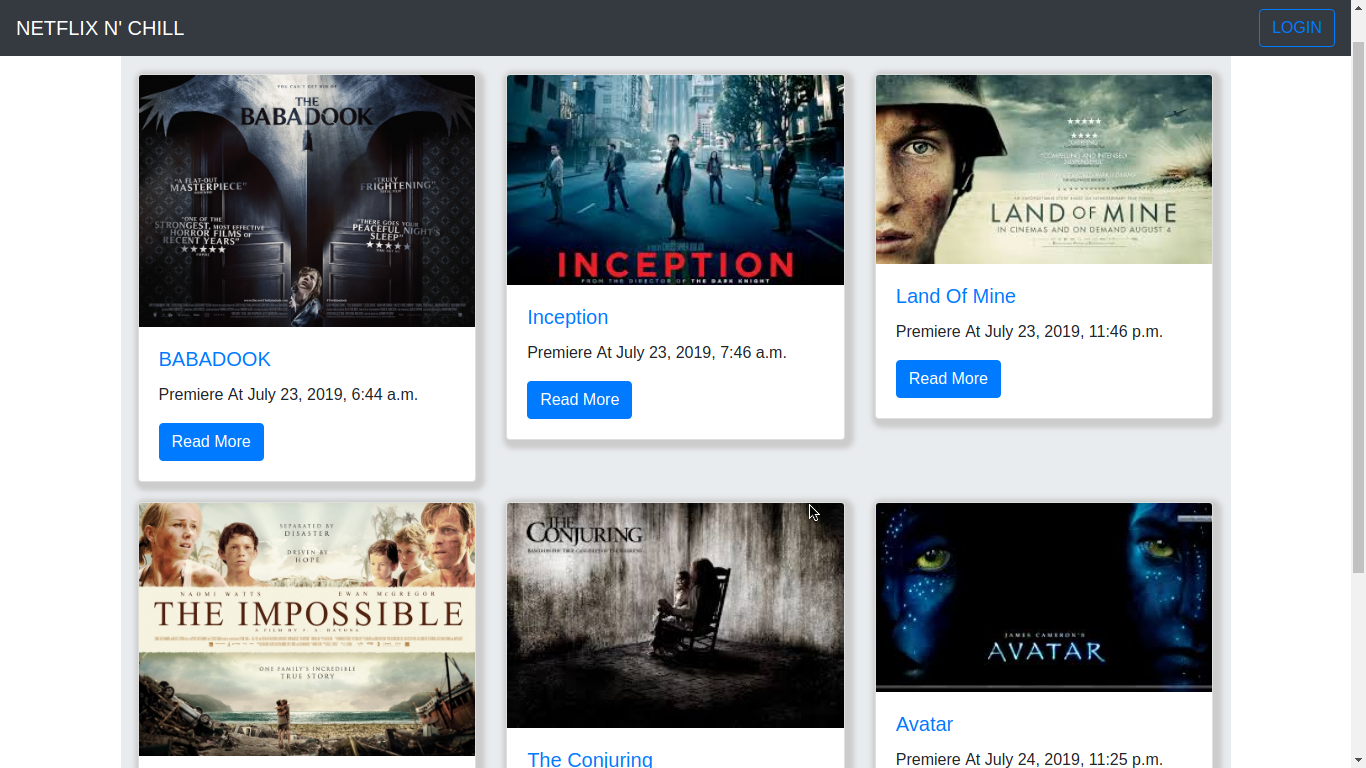 NETFLIX N' CHILL
LOGIN
YOU CAN'T GET RID OF
THE
BABADOOK
"A FLAT-OUT
MASTERPIECE"
"TRULY
FRIGHTENING"
"ONE OF THE
STRONGEST, MOST EFFECTIVE
HORROR FILMS OF
RECENT YEARS"
"THERE GOES YOUR
PEACEFUL NIGHT'S
SLEEP"
BABADOOK
Premiere At July 23, 2019, 6:44 a.m.
Read More
INCEPTION
FROM THE DIRECTOR OF THE DARK KNIGHT
Inception
Premiere At July 23, 2019, 7:46 a.m.
Read More
"COMPELLING AND INTENSELY
LAND OF MINE
IN CINEMAS AND ON DEMAND AUGUST 4
Land Of Mine
Premiere At July 23, 2019, 11:46 p.m.
Read More
SEPARATED BY
DISASTER
DRIVEN BY
HOPE
NAOMI WATTS
EWAN McGREGOR
THE IMPOSSIBLE
A FILM BY J. A. BAYONA
ONE FAMILY'S INCREDIBLE
TRUE STORY
THE
CONJURING
BASED ON THE TRUE CASE FILES OF THE WARRENS
The Conjuring
JAMES CAMERON'S
AVATAR
Avatar
Premiere At July 24, 2019, 11:25 p.m.